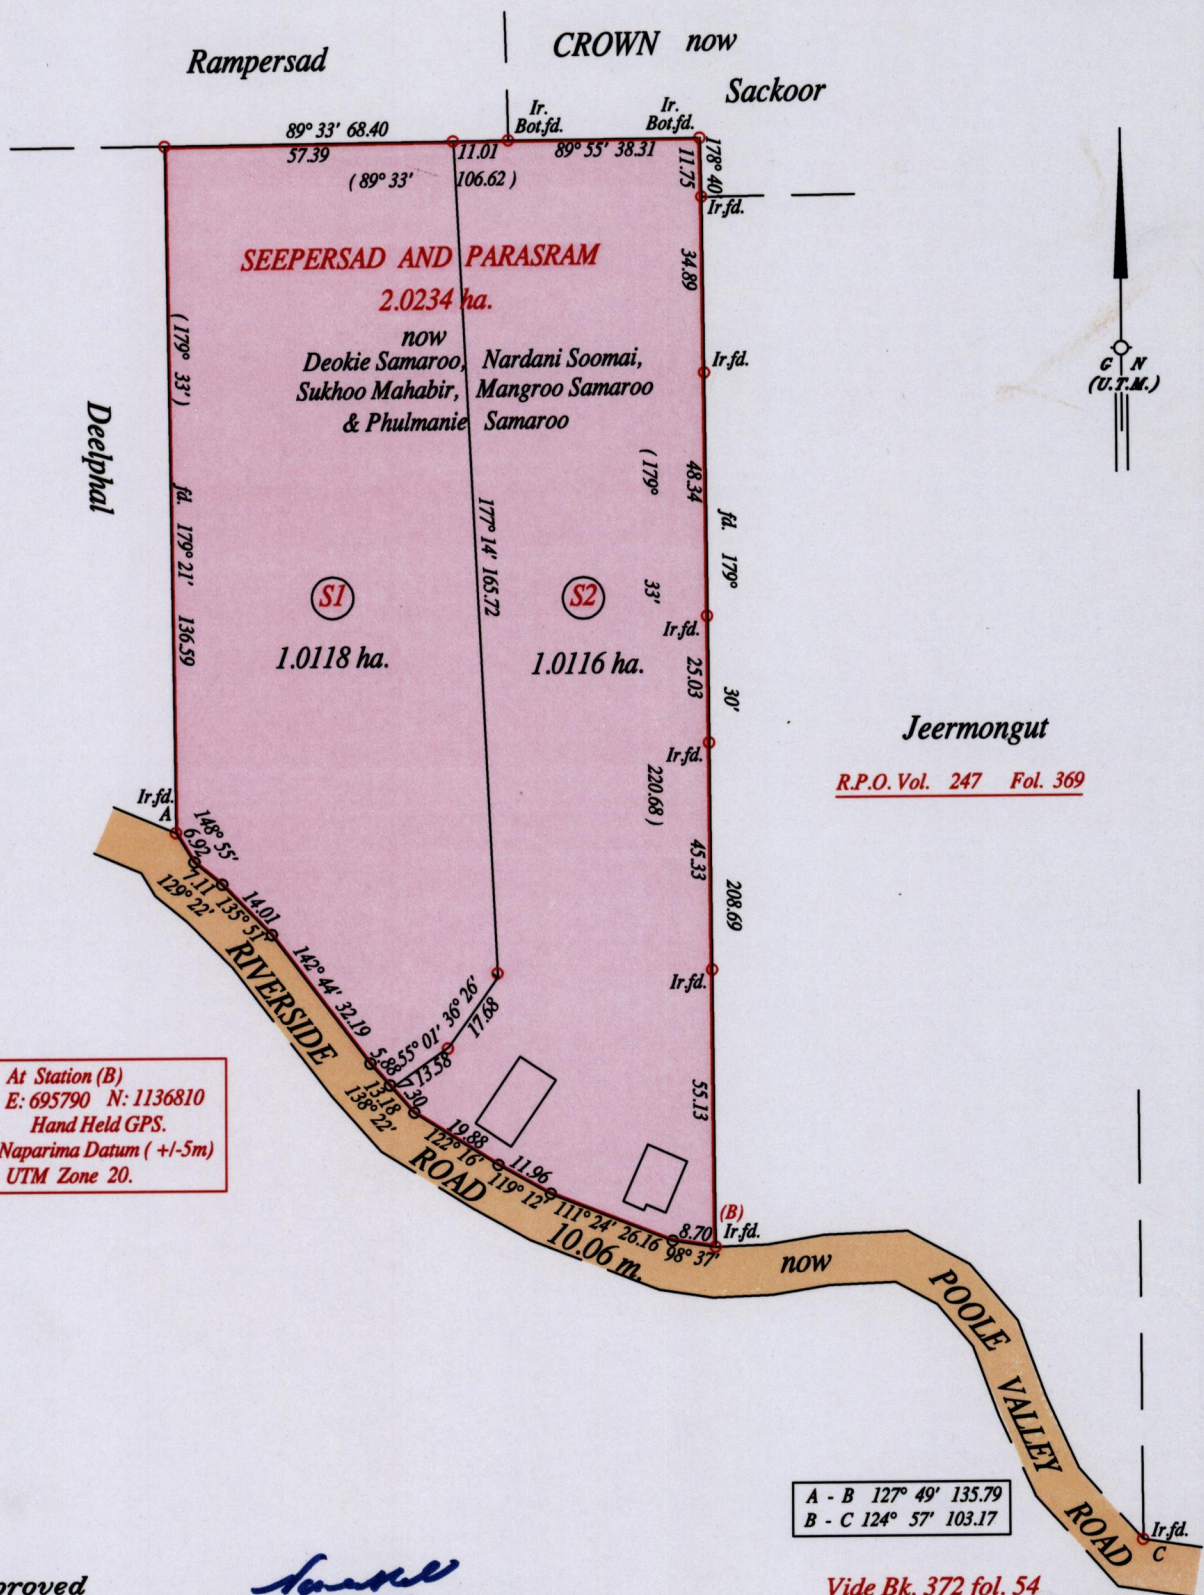 Rampersad
CROWN now
Sackoor
89° 33' 68.40
57.39
11.01
( 89° 33' 106.62 )
Ir.
Bot.fd.
89° 55' 38.31
Ir.
Bot.fd.
178° 40'
11.75
Ir.fd.
34.89
SEEPERSAD AND PARASRAM
2.0234 ha.
now
Deokie Samaroo, Nardani Soomai,
Sukhoo Mahabir, Mangroo Samaroo
& Phulmanie Samaroo
Ir.fd.
G N
(U.T.M.)
Deelphal
( 179° 33' )
fd. 179° 21' 136.59
177° 14' 165.72
( 179° 33' 220.68 )
48.34
fd. 179° 30' 208.69
S1
1.0118 ha.
S2
1.0116 ha.
Ir.fd.
25.03
Ir.fd.
45.33
Jeermongut
R.P.O. Vol. 247 Fol. 369
Ir.fd.
A
148° 55'
6.92
7.11
129° 22'
135° 51'
14.01
142° 44' 32.19
Ir.fd.
36° 26'
17.68
55° 01'
13.58
5.88
7.30
13.18
138° 22'
55.13
19.88
122° 16'
11.96
119° 12'
111° 24' 26.16
8.70
98° 37'
(B)
Ir.fd.
RIVERSIDE ROAD
10.06 m.
now
POOLE VALLEY ROAD
At Station (B)
E: 695790 N: 1136810
Hand Held GPS.
Naparima Datum ( +/-5m)
UTM Zone 20.
A - B 127° 49' 135.79
B - C 124° 57' 103.17
Ir.fd.
C
Vide Bk. 372 fol. 54